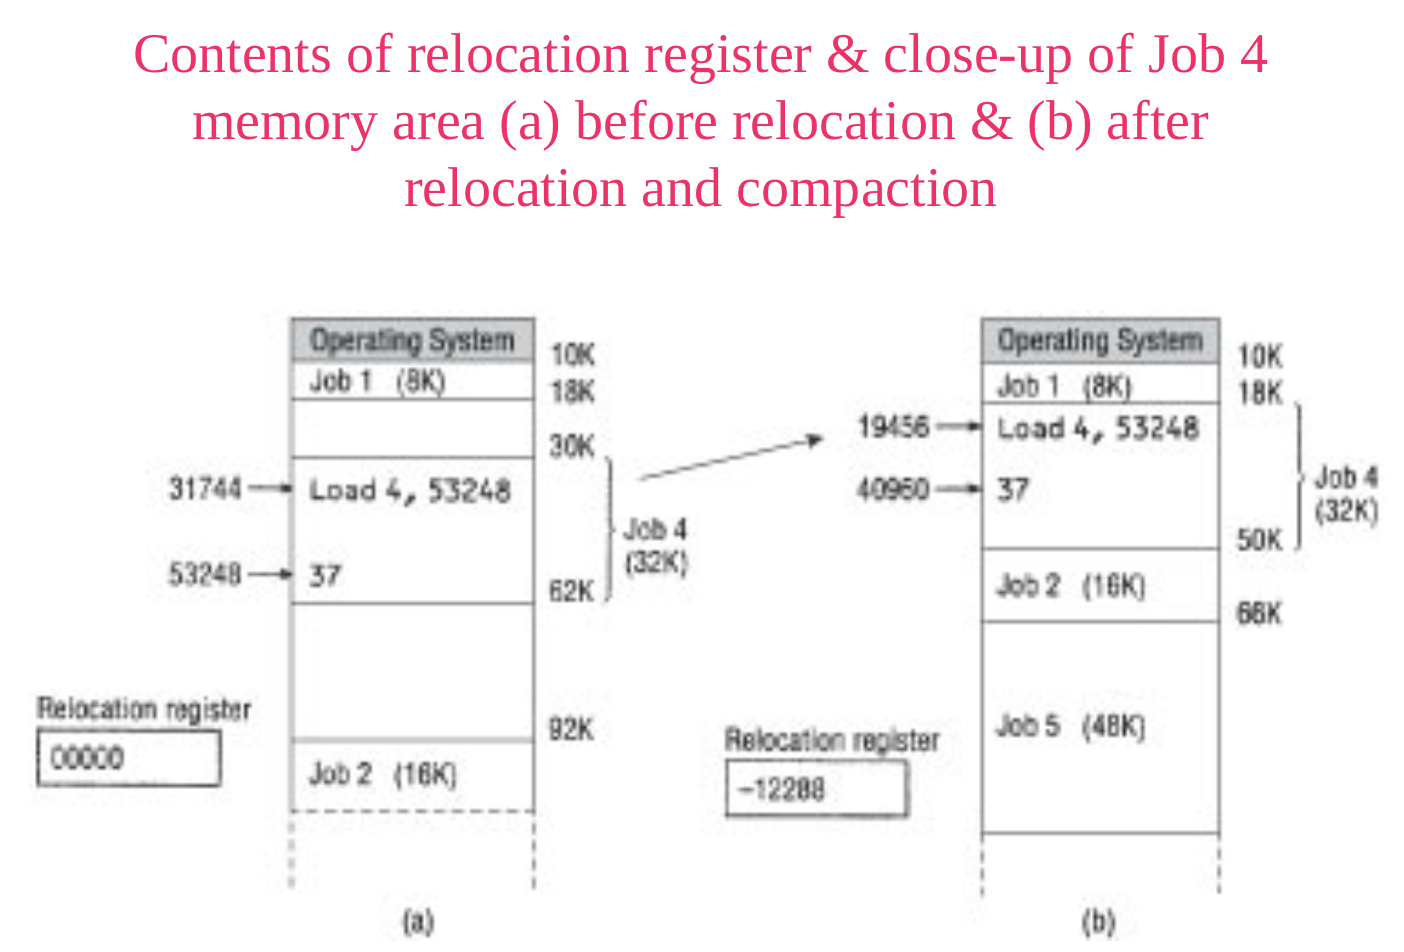 Contents of relocation register & close-up of Job 4
memory area (a) before relocation & (b) after
relocation and compaction
Operating System
10K
Job 1 (8K)
18K
30K
31744
Load 4, 53248
Job 4
(32K)
53248
37
62K
92K
Relocation register
00000
Job 2 (16K)
(a)
Operating System
10K
Job 1 (8K)
18K
19456
Load 4, 53248
40960
37
Job 4
(32K)
50K
Job 2 (16K)
66K
Job 5 (48K)
Relocation register
-12288
(b)